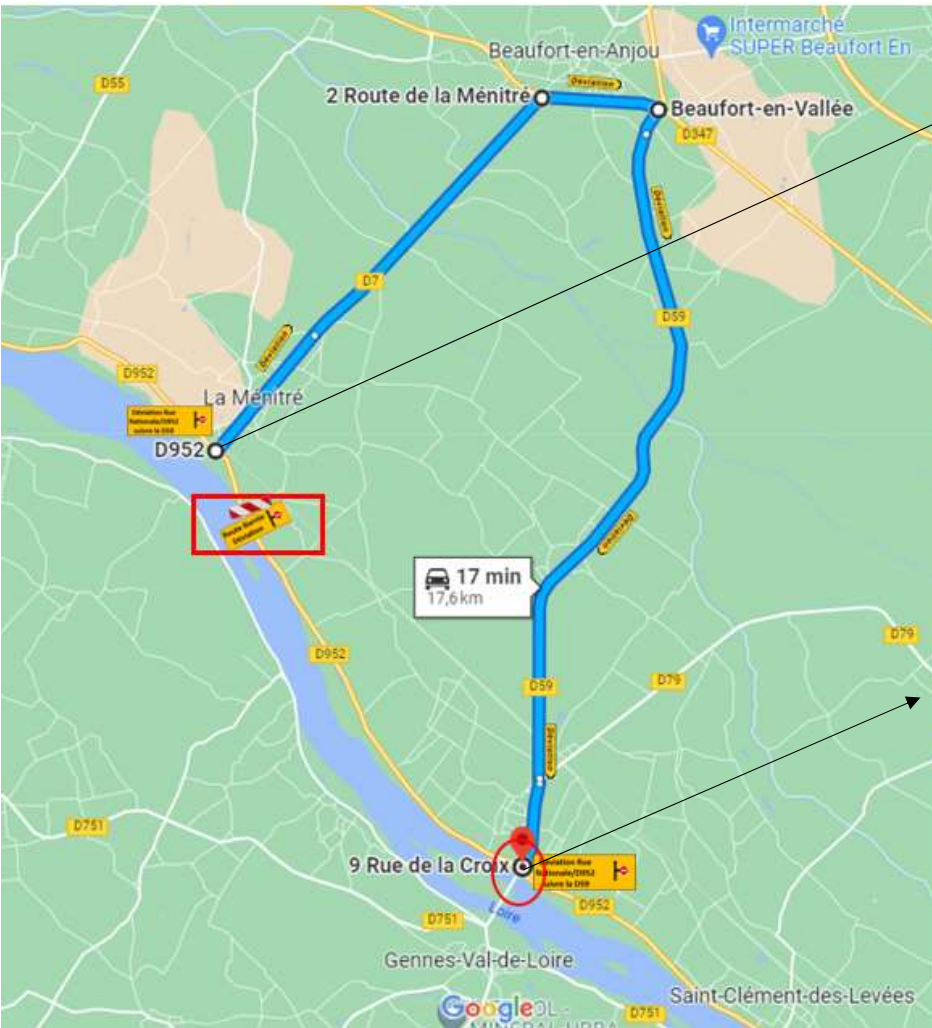 Intermarché
SUPER Beaufort En
Beaufort-en-Anjou
D55
Déviation
2 Route de la Ménitré
Beaufort-en-Vallée
D347
Déviation
D7
D59
Déviation
D952
La Ménitré
Déviation Rue
Nationale/D952
suivre la D59
D952
Route Barrée
Déviation
Déviation
17 min
17,6 km
D79
D952
D79
D59
Déviation
D751
9 Rue de la Croix
Déviation Rue
Nationale/D952
suivre la D59
D952
Loire
D751
Gennes-Val-de-Loire
Saint-Clément-des-Levées
Google
D751